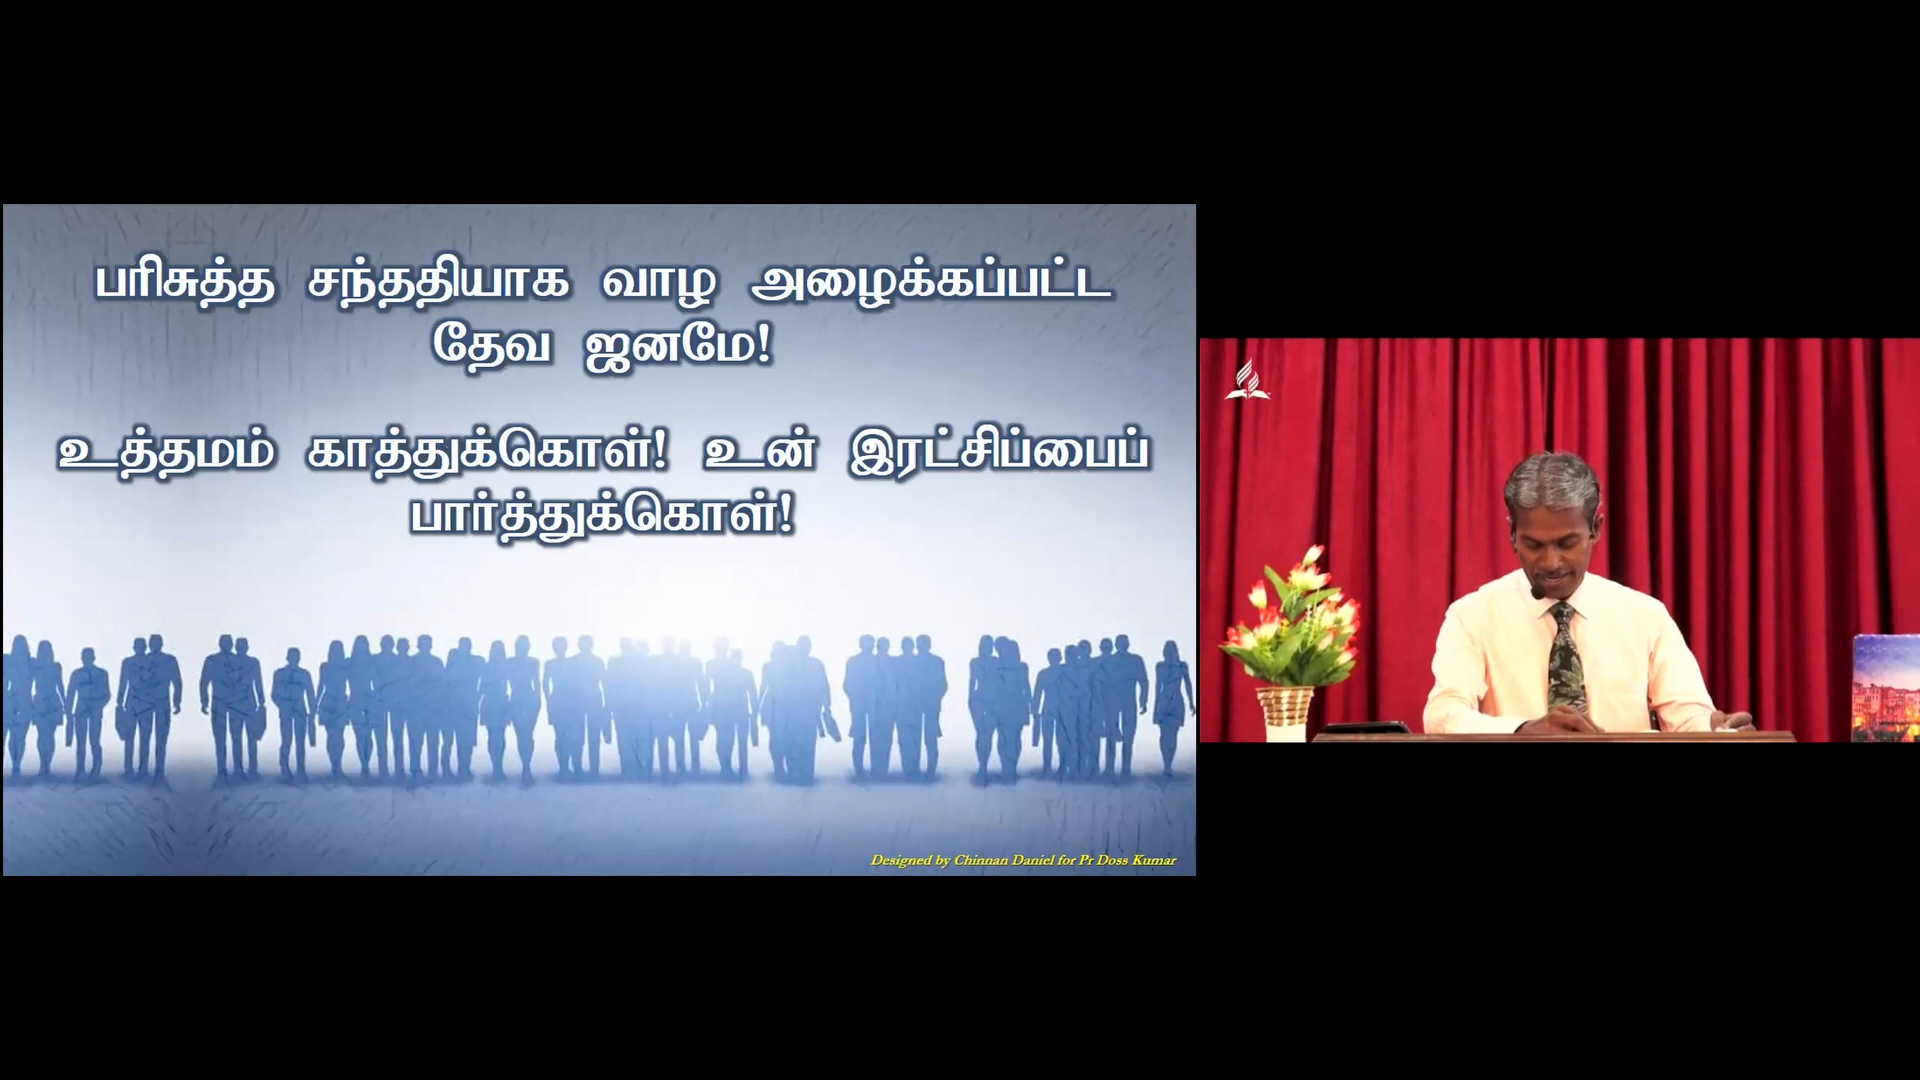 பரிசுத்த சந்ததியாக வாழ அழைக்கப்பட்ட
தேவ ஜனமே!
உத்தமம் காத்துக்கொள்! உன் இரட்சிப்பைப்
பார்த்துக்கொள்!
Designed by Chinnan Daniel for Pr Doss Kumar